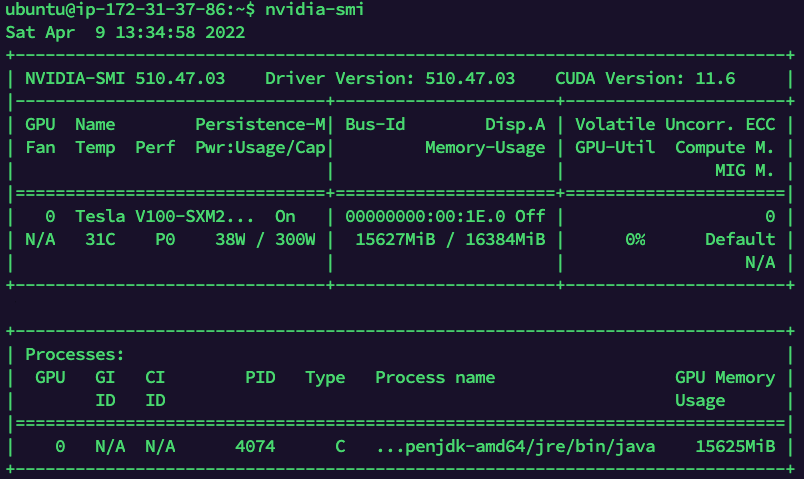 ubuntu@ip-172-31-37-86:~$ nvidia-smi
Sat Apr  9 13:34:58 2022
+-----------------------------------------------------------------------------+
| NVIDIA-SMI 510.47.03    Driver Version: 510.47.03    CUDA Version: 11.6     |
|-------------------------------+----------------------+----------------------+
| GPU  Name        Persistence-M| Bus-Id        Disp.A | Volatile Uncorr. ECC |
| Fan  Temp  Perf  Pwr:Usage/Cap|         Memory-Usage | GPU-Util  Compute M. |
|                               |                      |               MIG M. |
|===============================+======================+======================|
|   0  Tesla V100-SXM2...  On   | 00000000:00:1E.0 Off |                    0 |
| N/A   31C    P0    38W / 300W |  15627MiB / 16384MiB |      0%      Default |
|                               |                      |                  N/A |
+-------------------------------+----------------------+----------------------+

+-----------------------------------------------------------------------------+
| Processes:                                                                  |
|  GPU   GI   CI        PID   Type   Process name                  GPU Memory |
|        ID   ID                                                   Usage      |
|=============================================================================|
|    0   N/A  N/A      4074      C   ...penjdk-amd64/jre/bin/java    15625MiB |
+-----------------------------------------------------------------------------+